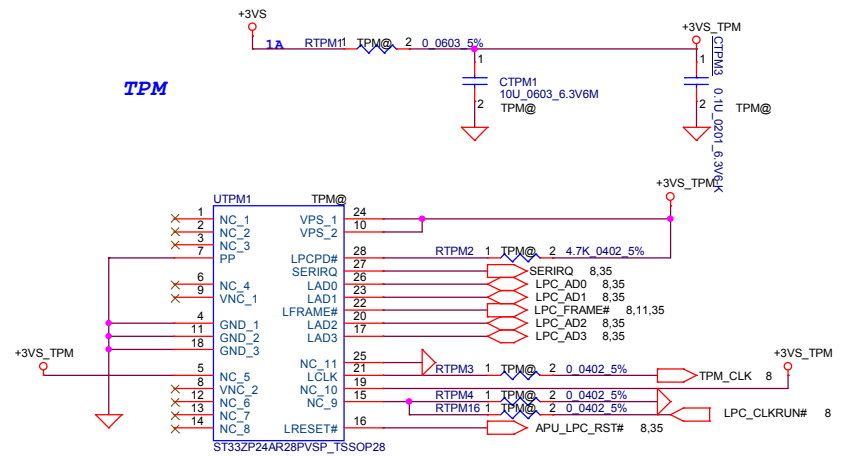 +3VS
+3VS_TPM
1A RTPM1 1 TPM@ 2 0_0603_5%
1
CTPM1
10U_0603_6.3V6M
2 TPM@
1
CTPM3 0.1U_0201_6.3V6-K
2 TPM@
TPM
+3VS_TPM
UTPM1 TPM@
1 NC_1 VPS_1 24
2 NC_2 VPS_2 10
3 NC_3
7 PP LPCPD# 28 RTPM2 1 TPM@ 2 4.7K_0402_5%
SERIRQ 27 SERIRQ 8,35
6 NC_4 LAD0 26 LPC_AD0 8,35
9 VNC_1 LAD1 23 LPC_AD1 8,35
LFRAME# 22 LPC_FRAME# 8,11,35
4 GND_1 LAD2 20 LPC_AD2 8,35
11 GND_2 LAD3 17 LPC_AD3 8,35
18 GND_3
+3VS_TPM
NC_11 25
+3VS_TPM
5 NC_5 LCLK 21 RTPM3 1 TPM@ 2 0_0402_5% TPM_CLK 8
8 VNC_2 NC_10 19
12 NC_6 NC_9 15 RTPM4 1 TPM@ 2 0_0402_5%
13 NC_7 RTPM16 1 TPM@ 2 0_0402_5% LPC_CLKRUN# 8
14 NC_8 LRESET# 16 APU_LPC_RST# 8,35
ST33ZP24AR28PVSP_TSSOP28